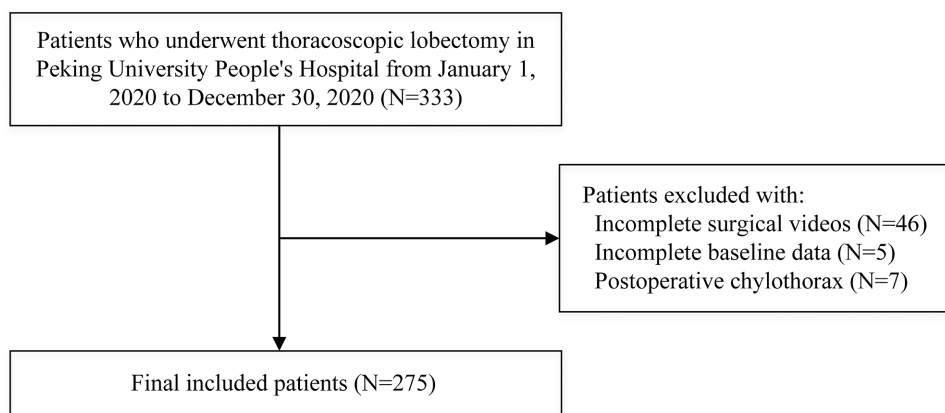 Patients who underwent thoracoscopic lobectomy in
Peking University People's Hospital from January 1,
2020 to December 30, 2020 (N=333)
Patients excluded with:
Incomplete surgical videos (N=46)
Incomplete baseline data (N=5)
Postoperative chylothorax (N=7)
Final included patients (N=275)